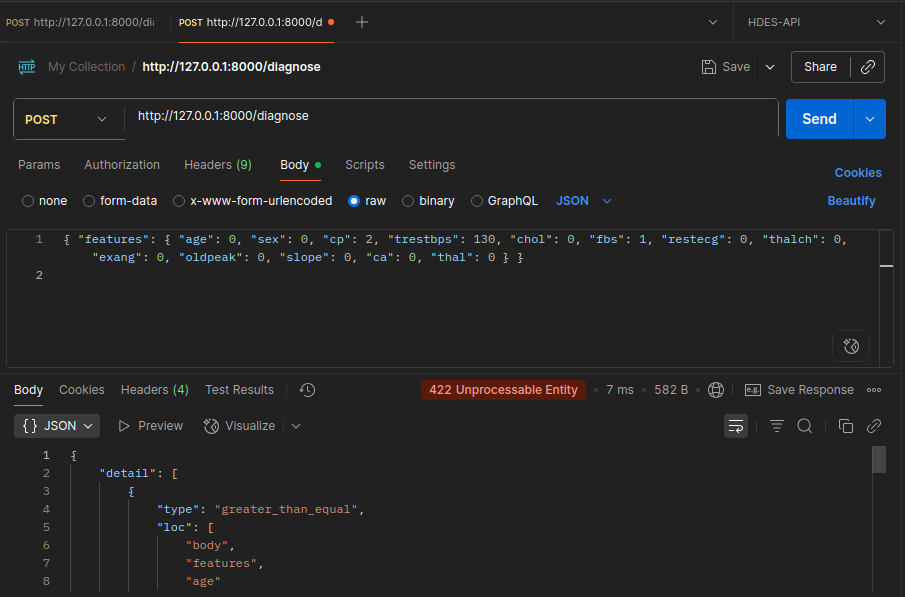 POST http://127.0.0.1:8000/dia
POST http://127.0.0.1:8000/d
HDES-API
HTTP My Collection / http://127.0.0.1:8000/diagnose
Save
Share
POST
http://127.0.0.1:8000/diagnose
Send
Params Authorization Headers (9) Body Scripts Settings
Cookies
none form-data x-www-form-urlencoded raw binary GraphQL JSON
Beautify
1 { "features": { "age": 0, "sex": 0, "cp": 2, "trestbps": 130, "chol": 0, "fbs": 1, "restecg": 0, "thalch": 0,
"exang": 0, "oldpeak": 0, "slope": 0, "ca": 0, "thal": 0 } }
2
Body Cookies Headers (4) Test Results
422 Unprocessable Entity • 7 ms • 582 B
e.g. Save Response
{} JSON Preview Visualize
1 {
2 "detail": [
3 {
4 "type": "greater_than_equal",
5 "loc": [
6 "body",
7 "features",
8 "age"